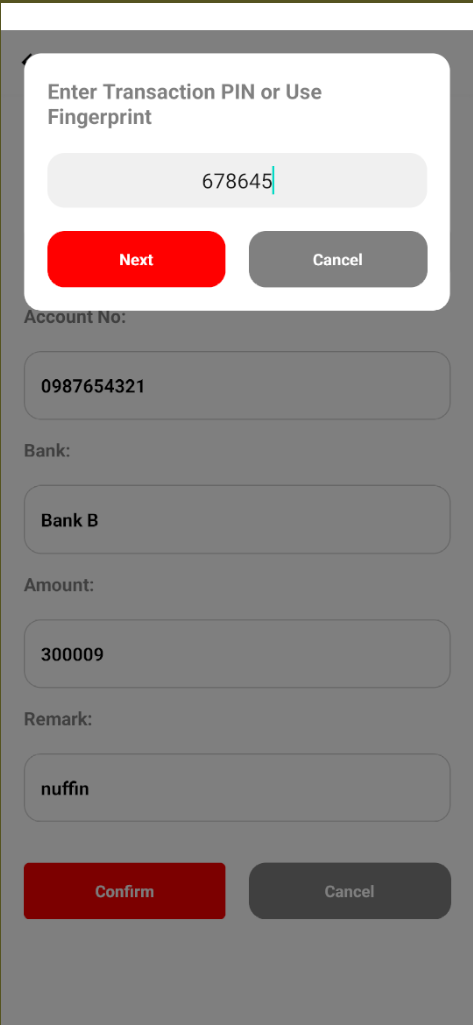 Enter Transaction PIN or Use
Fingerprint
678645
Next
Cancel
Account No:
0987654321
Bank:
Bank B
Amount:
300009
Remark:
nuffin
Confirm
Cancel